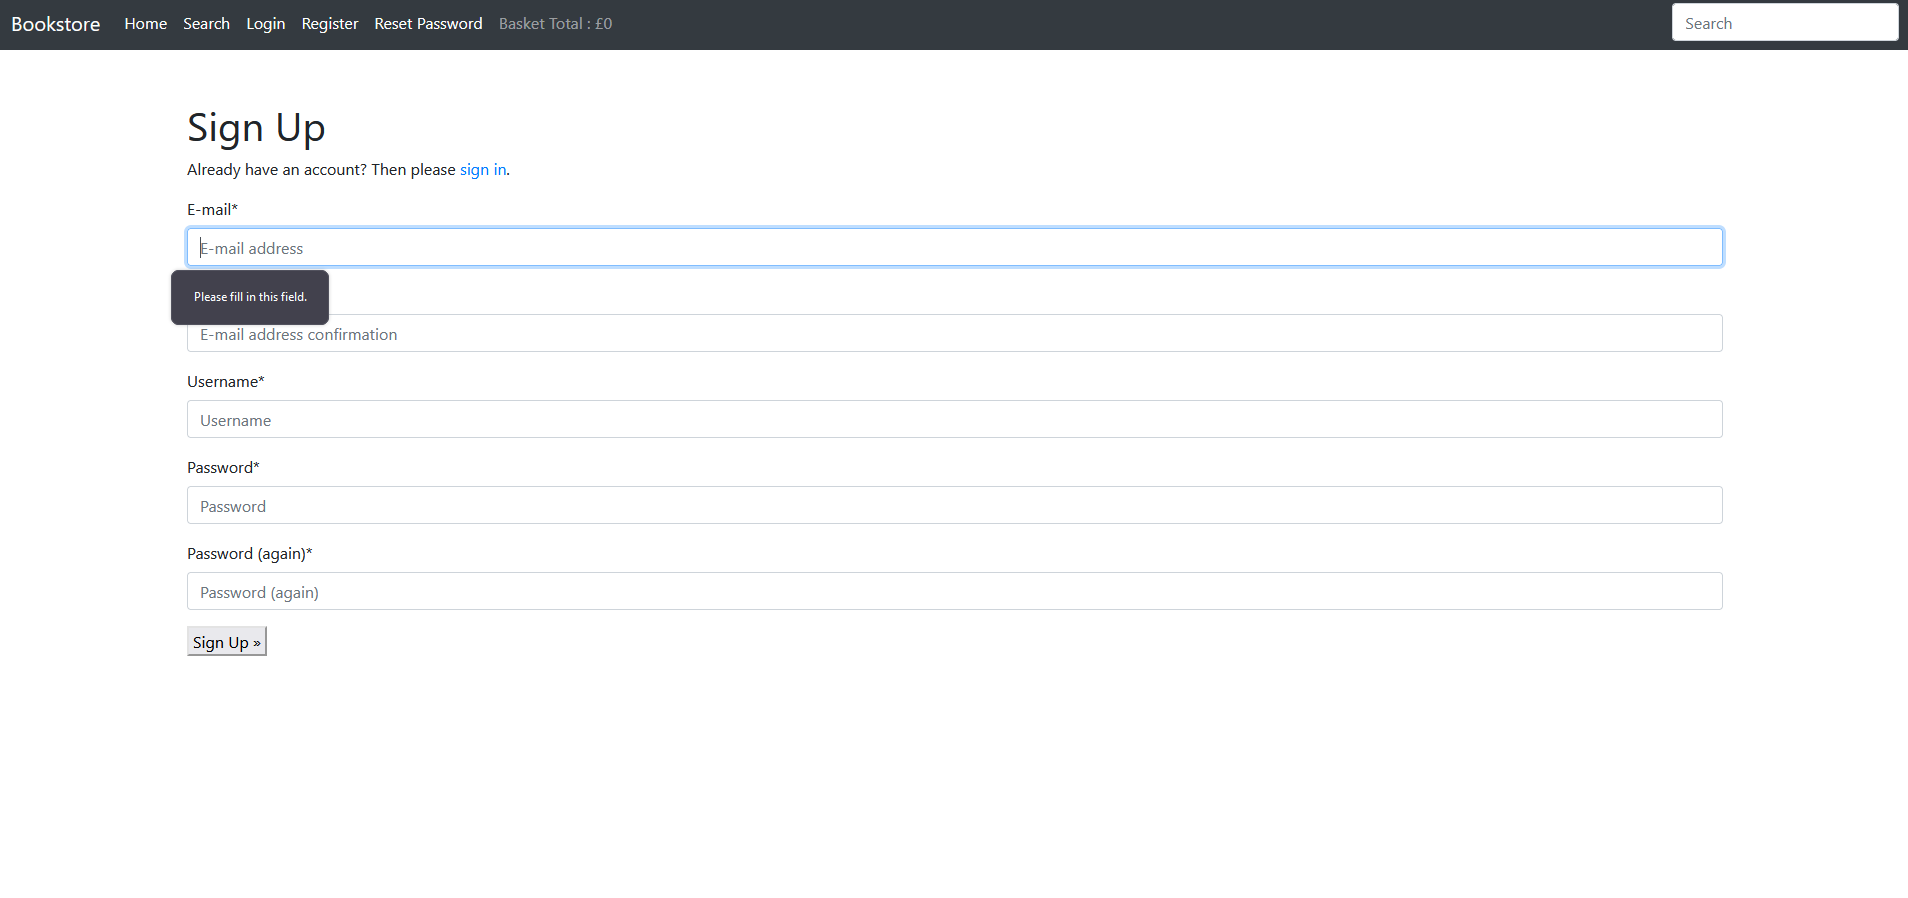 Bookstore Home Search Login Register Reset Password Basket Total : £0 Search
Sign Up
Already have an account? Then please sign in.
E-mail*
E-mail address
Please fill in this field.
E-mail address confirmation
Username*
Username
Password*
Password
Password (again)*
Password (again)
Sign Up »